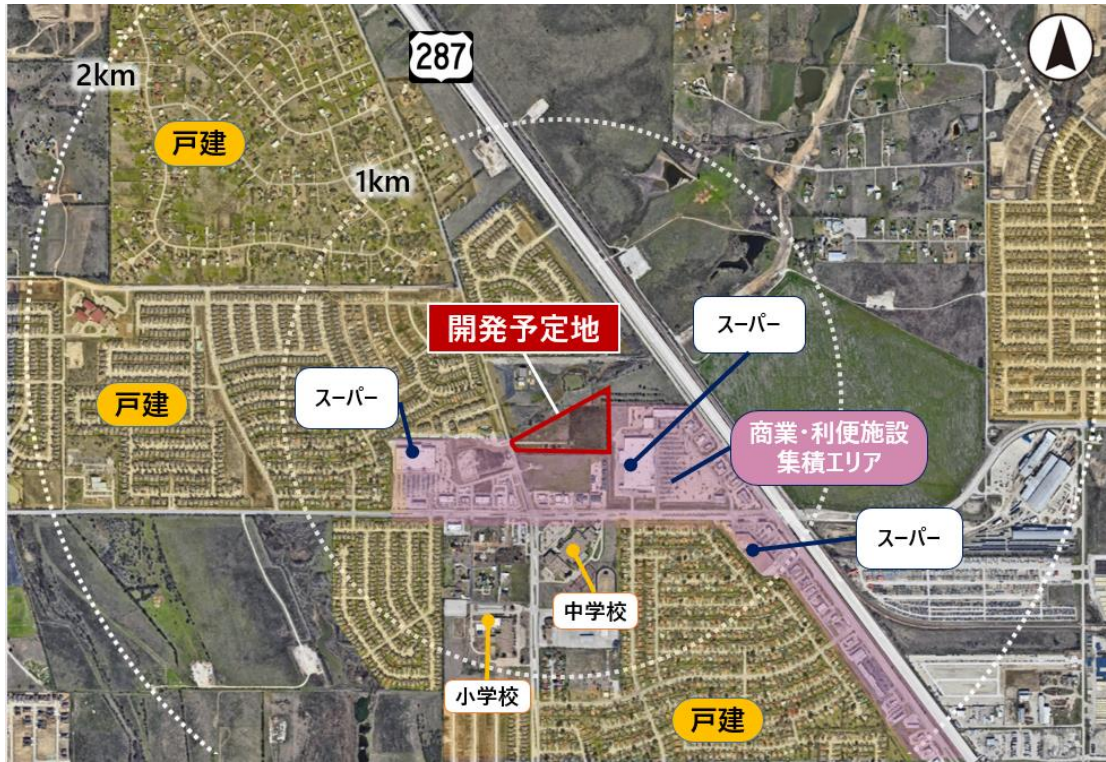 287
2km
戸建
1km
開発予定地
スーパー
スーパー
戸建
商業・利便施設
集積エリア
スーパー
中学校
小学校
戸建